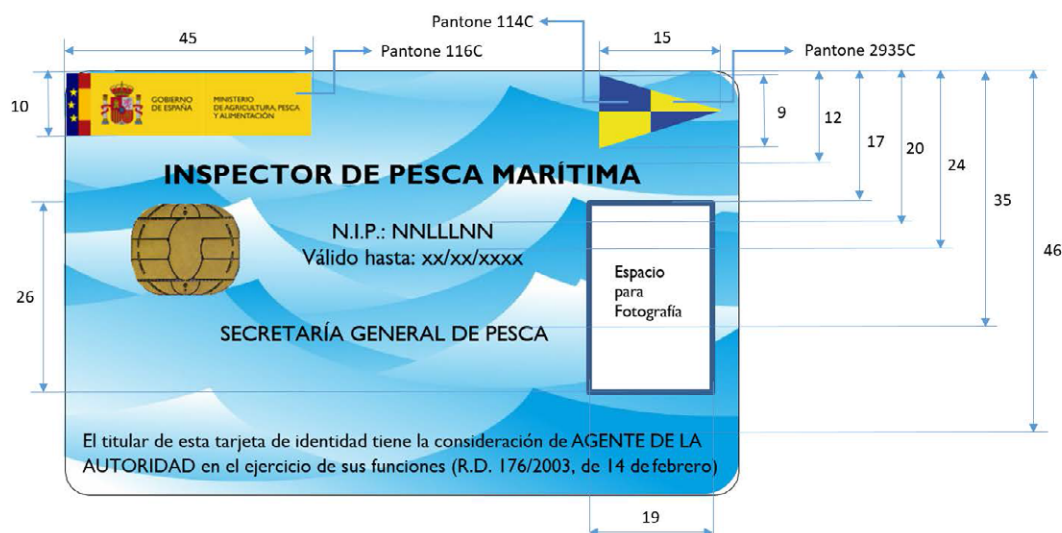 Pantone 114C
45
15
Pantone 116C
Pantone 2935C
10
GOBIERNO
DE ESPAÑA
MINISTERIO
DE AGRICULTURA, PESCA
Y ALIMENTACIÓN
9
12
17
20
24
35
46
INSPECTOR DE PESCA MARÍTIMA
N.I.P.: NNLLLNN
Válido hasta: xx/xx/xxxx
26
Espacio
para
Fotografía
SECRETARÍA GENERAL DE PESCA
El titular de esta tarjeta de identidad tiene la consideración de AGENTE DE LA
AUTORIDAD en el ejercicio de sus funciones (R.D. 176/2003, de 14 de febrero)
19